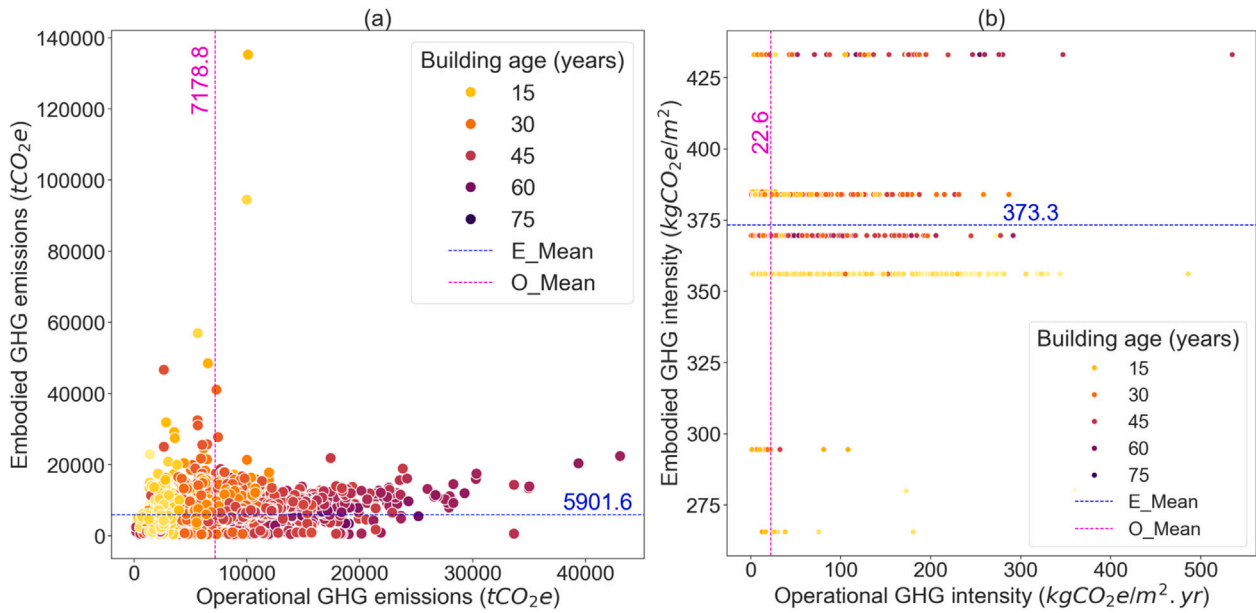 (a)
Embodied GHG emissions (tCO₂e)
140000
120000
100000
80000
60000
40000
20000
0
7178.8
Building age (years)
15
30
45
60
75
E_Mean
O_Mean
5901.6
0 10000 20000 30000 40000
Operational GHG emissions (tCO₂e)
(b)
Embodied GHG intensity (kgCO₂e/m²)
425
400
375
350
325
300
275
22.6
373.3
Building age (years)
15
30
45
60
75
E_Mean
O_Mean
0 100 200 300 400 500
Operational GHG intensity (kgCO₂e/m².yr)